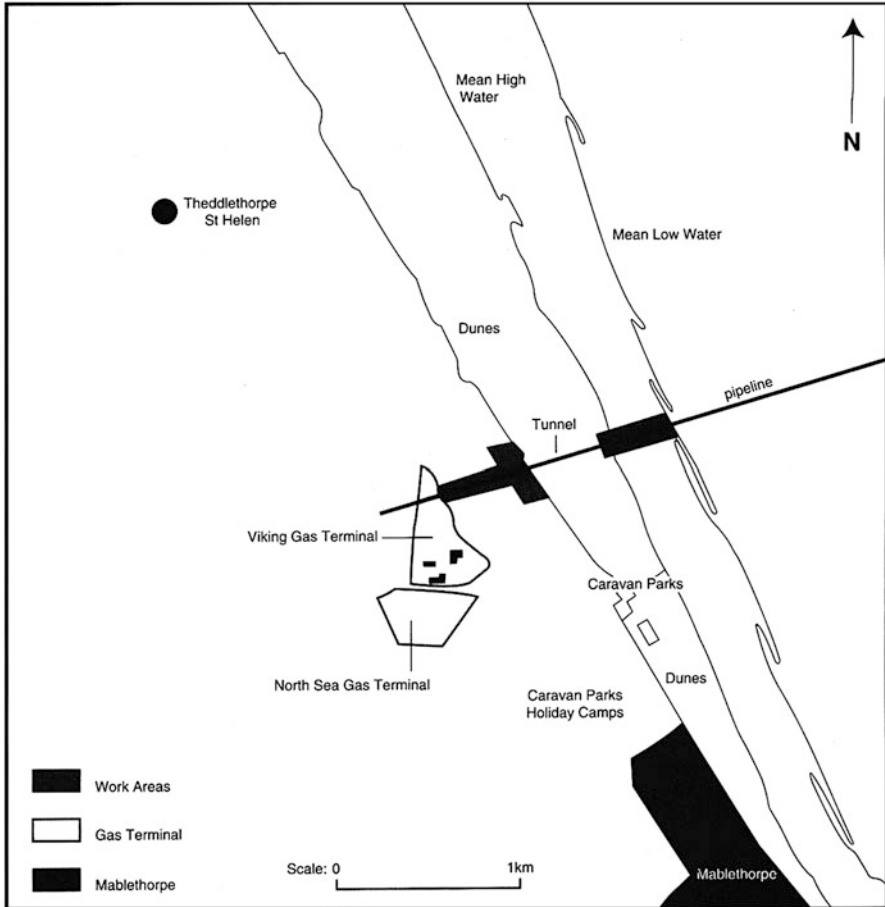 Mean High
Water
N
Theddlethorpe
St Helen
Mean Low Water
Dunes
pipeline
Tunnel
Viking Gas Terminal
Caravan Parks
North Sea Gas Terminal
Dunes
Caravan Parks
Holiday Camps
Work Areas
Gas Terminal
Scale: 0 1km
Mablethorpe
Mablethorpe